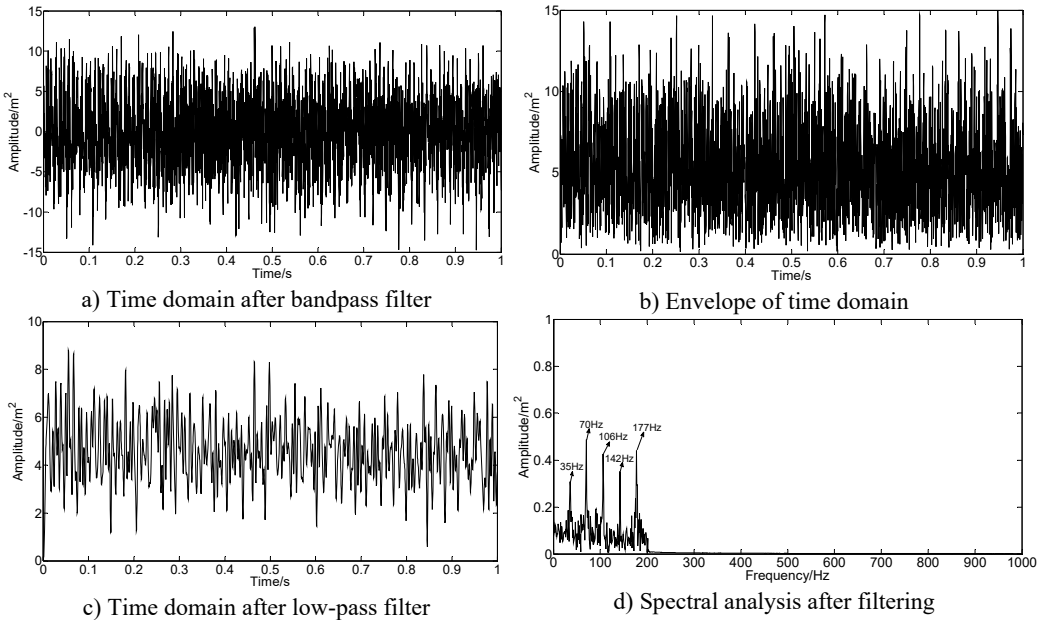 15
10
5
0
-5
-10
-15
Amplitude/m²
0 0.1 0.2 0.3 0.4 0.5 0.6 0.7 0.8 0.9 1
Time/s
a) Time domain after bandpass filter
15
10
5
0
Amplitude/m²
0 0.1 0.2 0.3 0.4 0.5 0.6 0.7 0.8 0.9 1
Time/s
b) Envelope of time domain
10
8
6
4
2
0
Amplitude/m²
0 0.1 0.2 0.3 0.4 0.5 0.6 0.7 0.8 0.9 1
Time/s
c) Time domain after low-pass filter
1
0.8
0.6
0.4
0.2
0
Amplitude/m²
35Hz
70Hz
106Hz
142Hz
177Hz
0 100 200 300 400 500 600 700 800 900 1000
Frequency/Hz
d) Spectral analysis after filtering